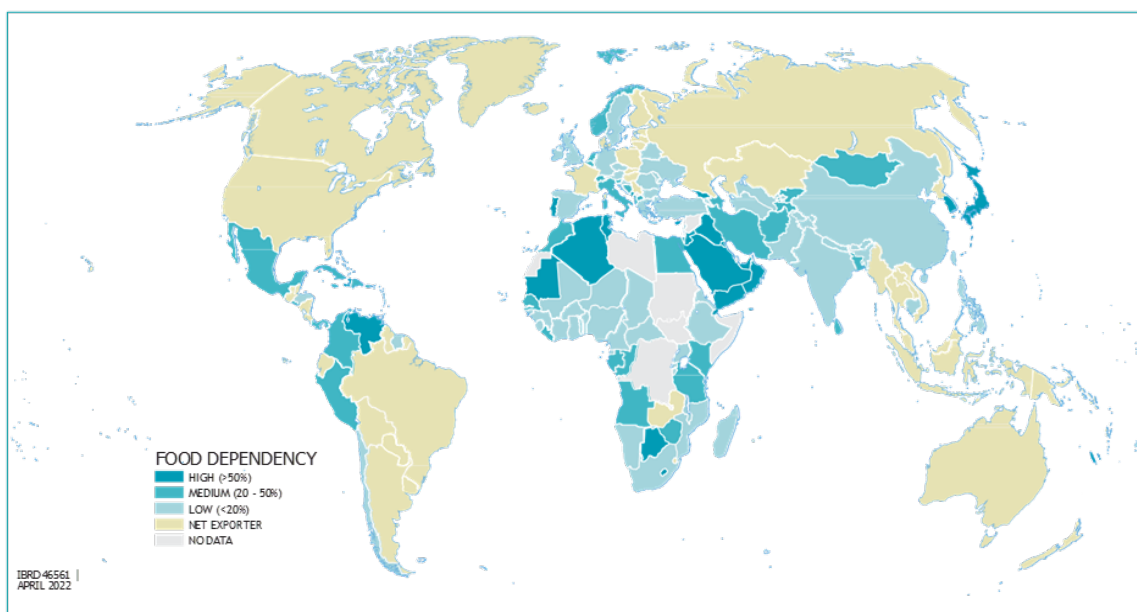 FOOD DEPENDENCY
HIGH (>50%)
MEDIUM (20 - 50%)
LOW (<20%)
NET EXPORTER
NO DATA
IBRD 46561 |
APRIL 2022